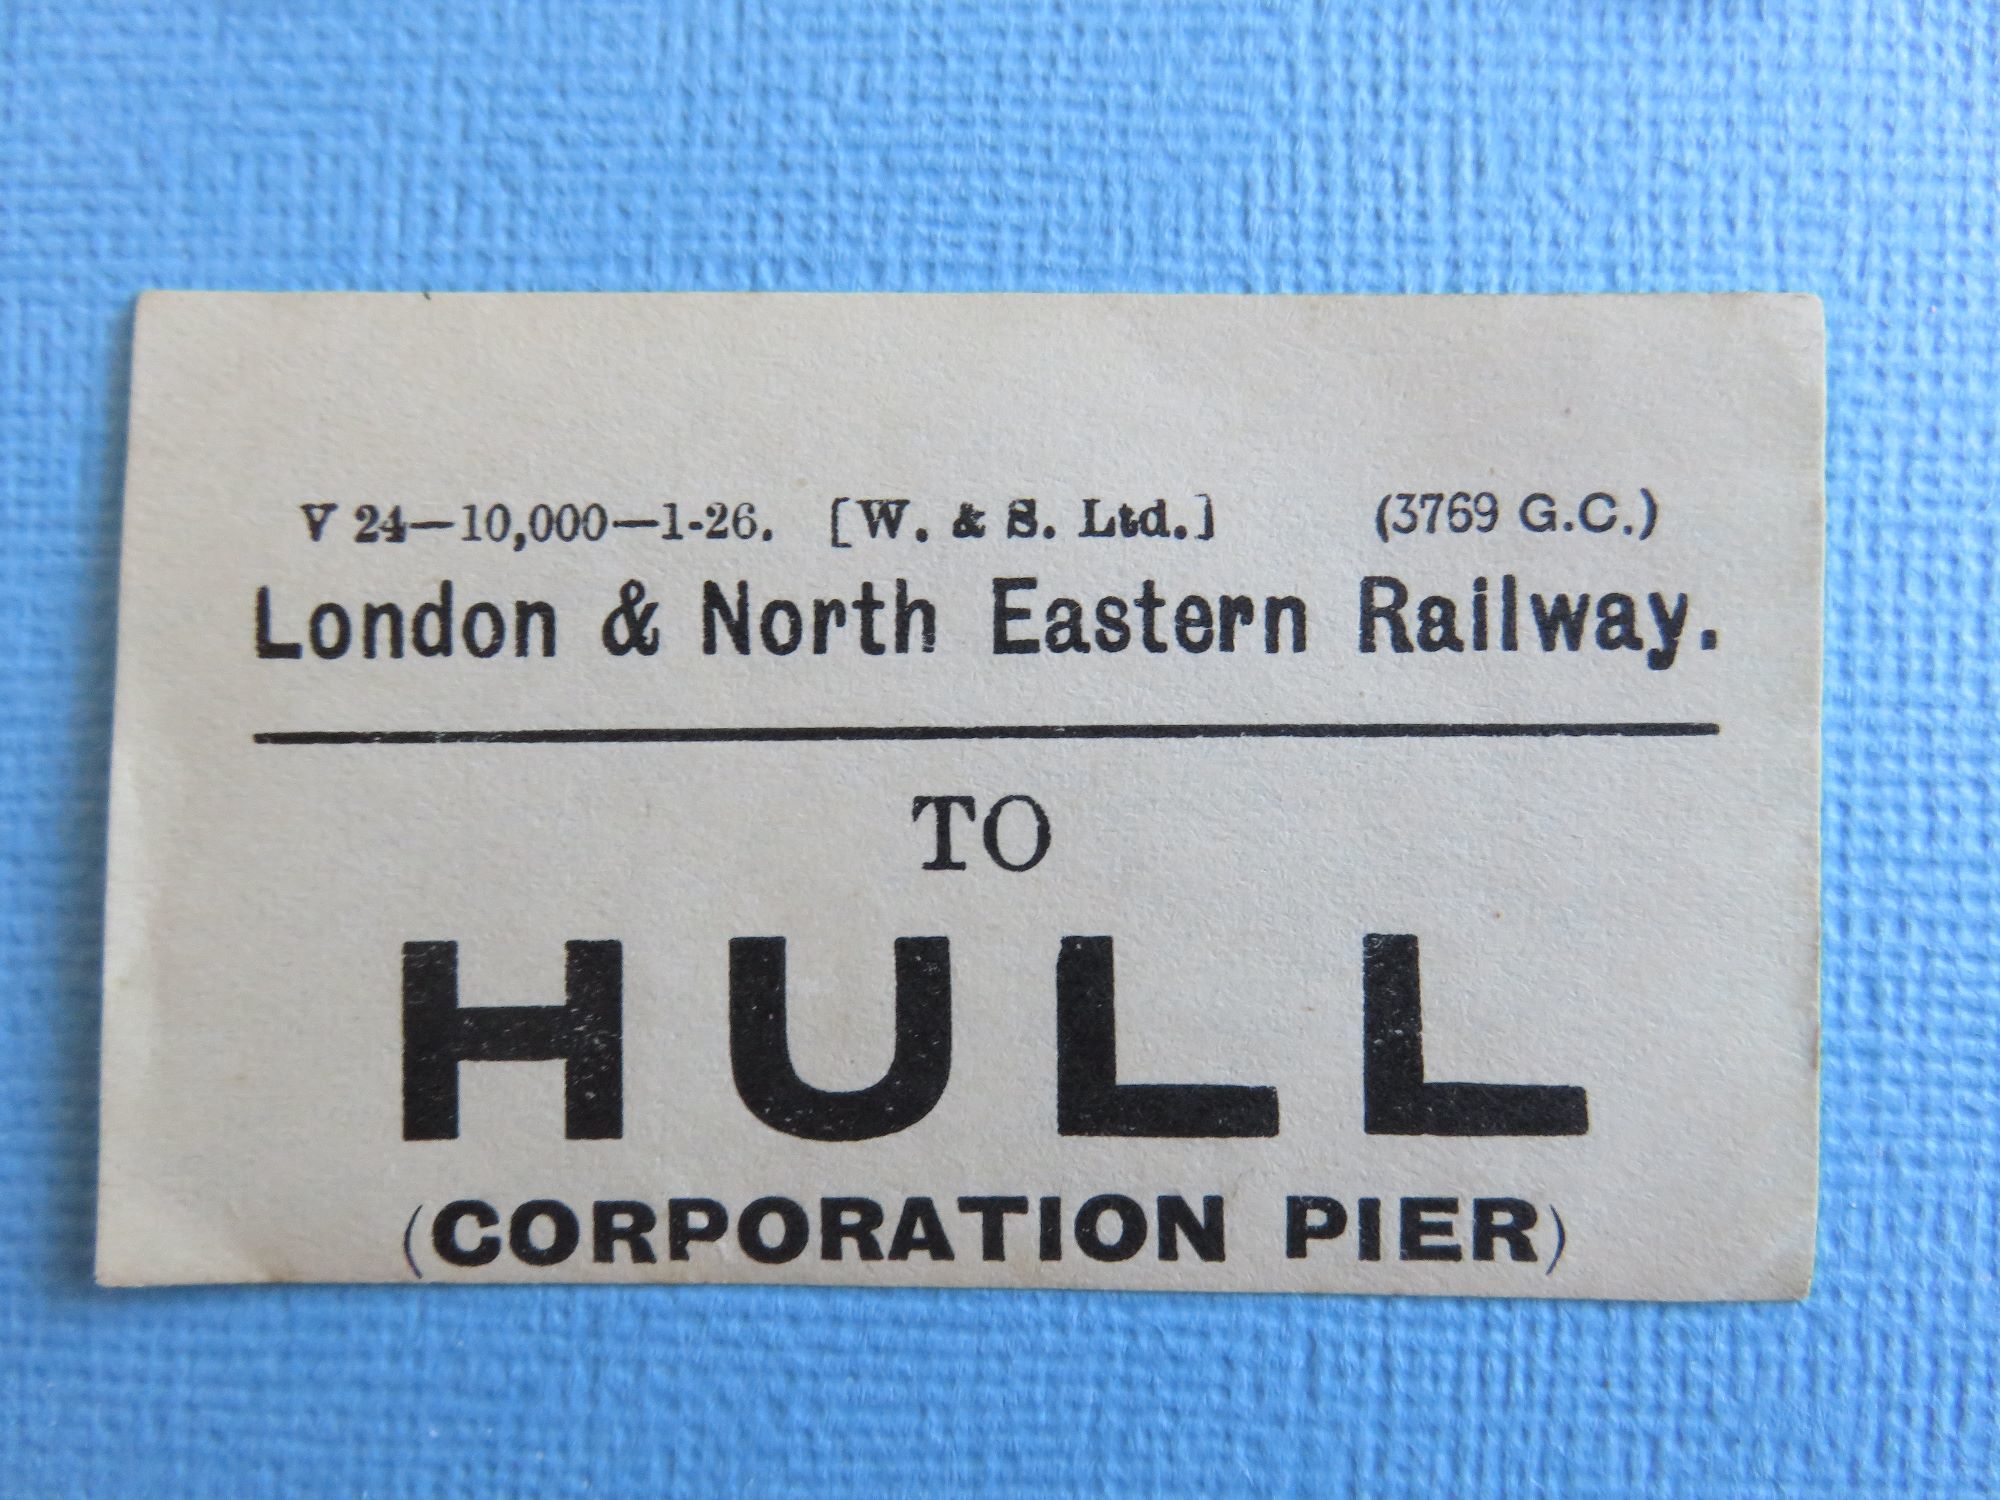 V 24—10,000—1-26. [W. & S. Ltd.] (3769 G.C.)
London & North Eastern Railway.
TO
HULL
(CORPORATION PIER)